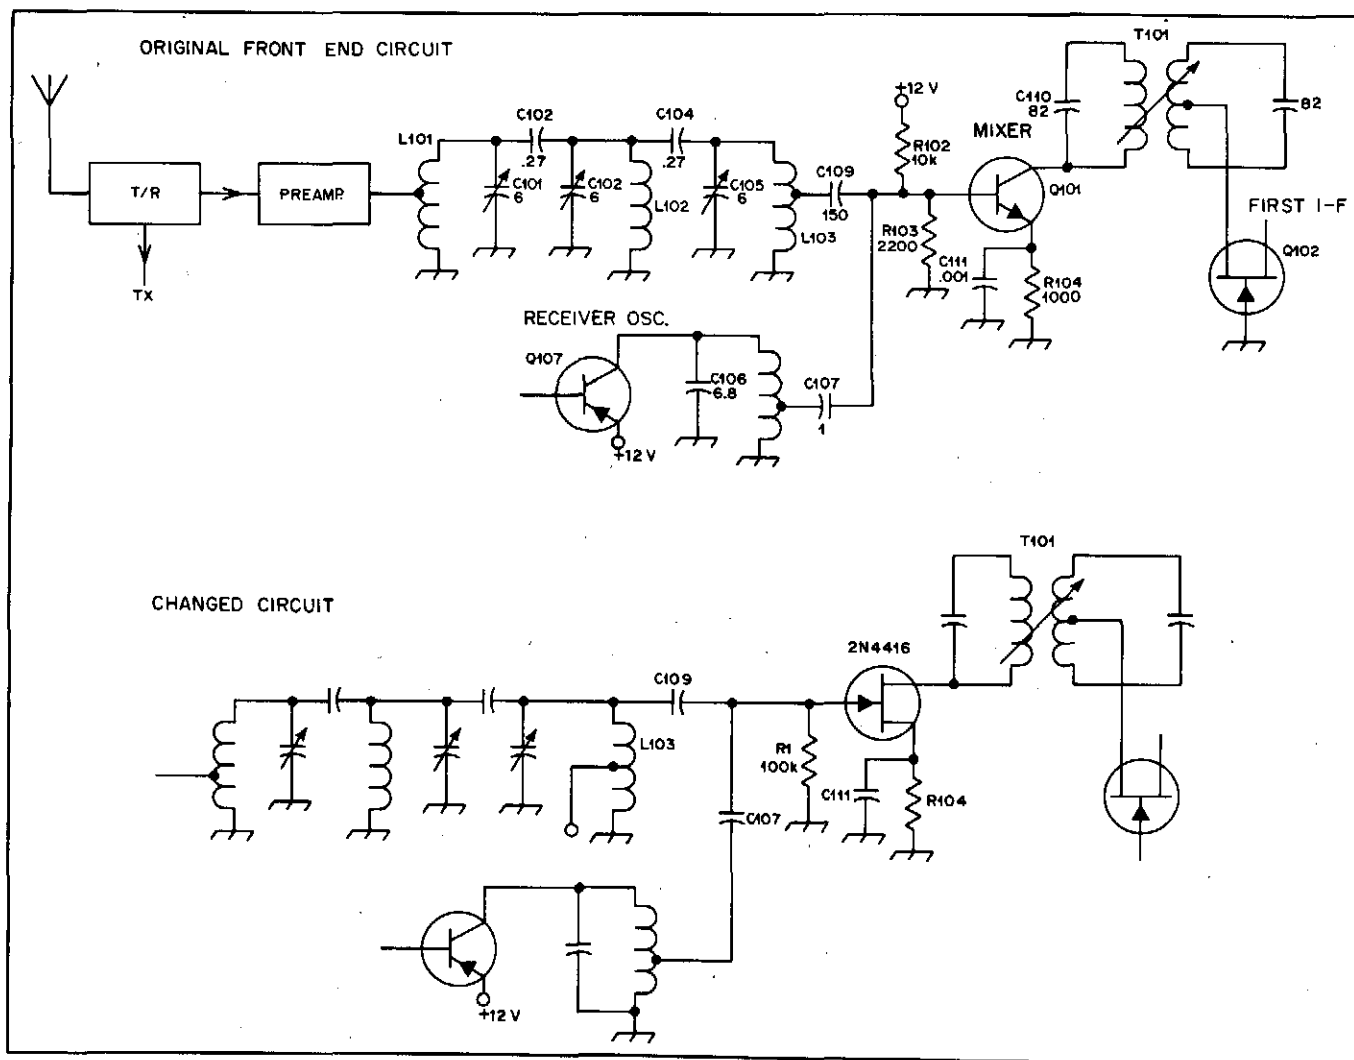 ORIGINAL FRONT END CIRCUIT
T101
+12 V
C110
82
82
C102
.27
C104
.27
MIXER
R102
10k
L101
T/R
PREAMP.
C101
6
C102
6
L102
C105
6
C109
150
L103
Q101
R103
2200
FIRST I-F
Q102
C111
.001
R104
1000
TX
RECEIVER OSC.
Q107
C106
6.8
C107
1
+12 V
T101
CHANGED CIRCUIT
2N4416
C109
L103
R1
100k
C111
R104
C107
+12 V